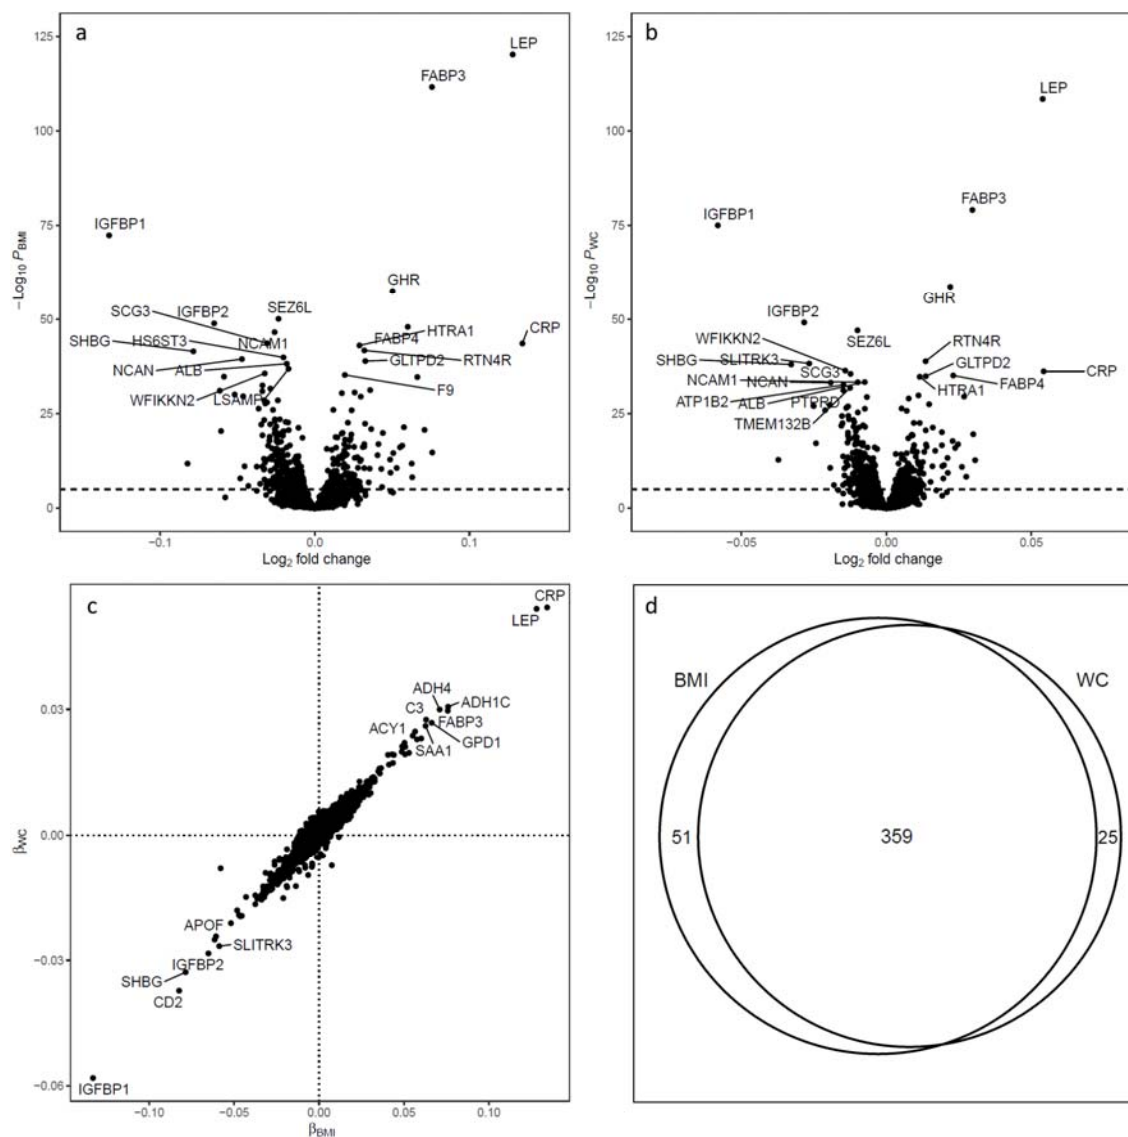 a
125
100
75
50
25
0
−Log10 PBMI
LEP
FABP3
IGFBP1
GHR
SCG3
IGFBP2
SEZ6L
SHBG
HS6ST3
NCAM1
FABP4
HTRA1
CRP
NCAN
ALB
GLTPD2
RTN4R
WFIKKN2
LSAMP
F9
−0.1
0.0
0.1
Log2 fold change
b
125
100
75
50
25
0
−Log10 PWC
LEP
FABP3
IGFBP1
GHR
IGFBP2
WFIKKN2
SEZ6L
RTN4R
SHBG
SLITRK3
GLTPD2
SCG3
NCAM1
NCAN
CRP
HTRA1
FABP4
ATP1B2
ALB
PTPRD
TMEM132B
−0.05
0.00
0.05
Log2 fold change
c
0.03
0.00
−0.03
−0.06
βWC
CRP
LEP
ADH4
ADH1C
C3
FABP3
ACY1
GPD1
SAA1
APOF
SLITRK3
IGFBP2
SHBG
CD2
IGFBP1
−0.10
−0.05
0.00
0.05
0.10
βBMI
d
BMI
WC
51
359
25